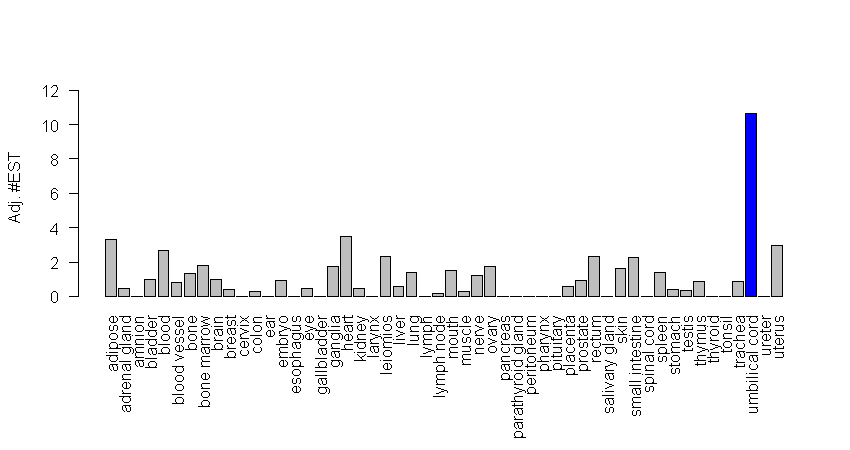 12
10
8
6
4
2
0
Adj. #EST
adipose
adrenal gland
amnion
bladder
blood
blood vessel
bone
bone marrow
brain
breast
cervix
colon
ear
embryo
esophagus
eye
gallbladder
ganglia
heart
kidney
larynx
leiomios
liver
lung
lymph
lymph node
mouth
muscle
nerve
ovary
pancreas
parathyroid gland
peritoneum
pharynx
pituitary
placenta
prostate
rectum
salivary gland
skin
small intestine
spinal cord
spleen
stomach
testis
thymus
thyroid
tonsil
trachea
umbilical cord
ureter
uterus